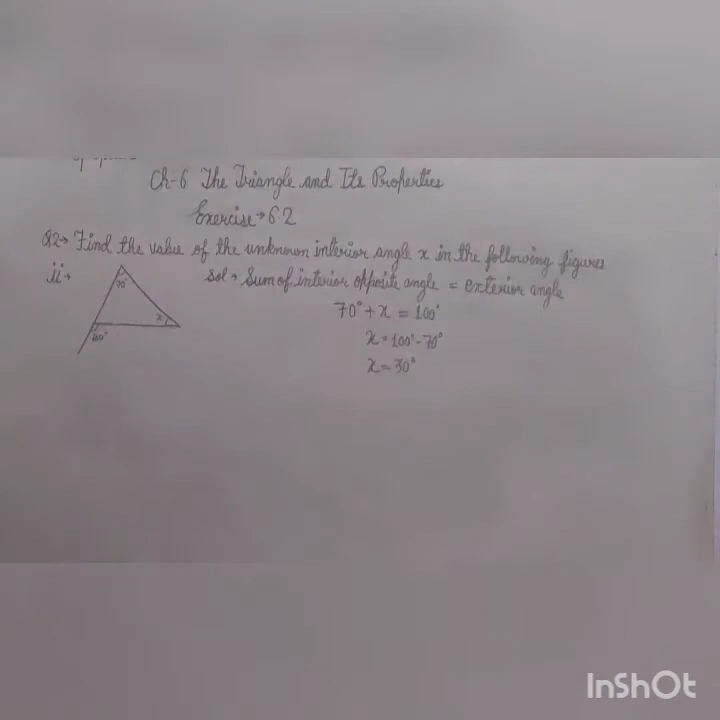 Ch-6 The Triangle and Its Properties
Exercise→6.2
Q2→ Find the value of the unknown interior angle x in the following figures
ii→
70°
x
100°
Sol→ Sum of interior opposite angle = exterior angle
70° + x = 100°
x = 100° - 70°
x = 30°
InShOt